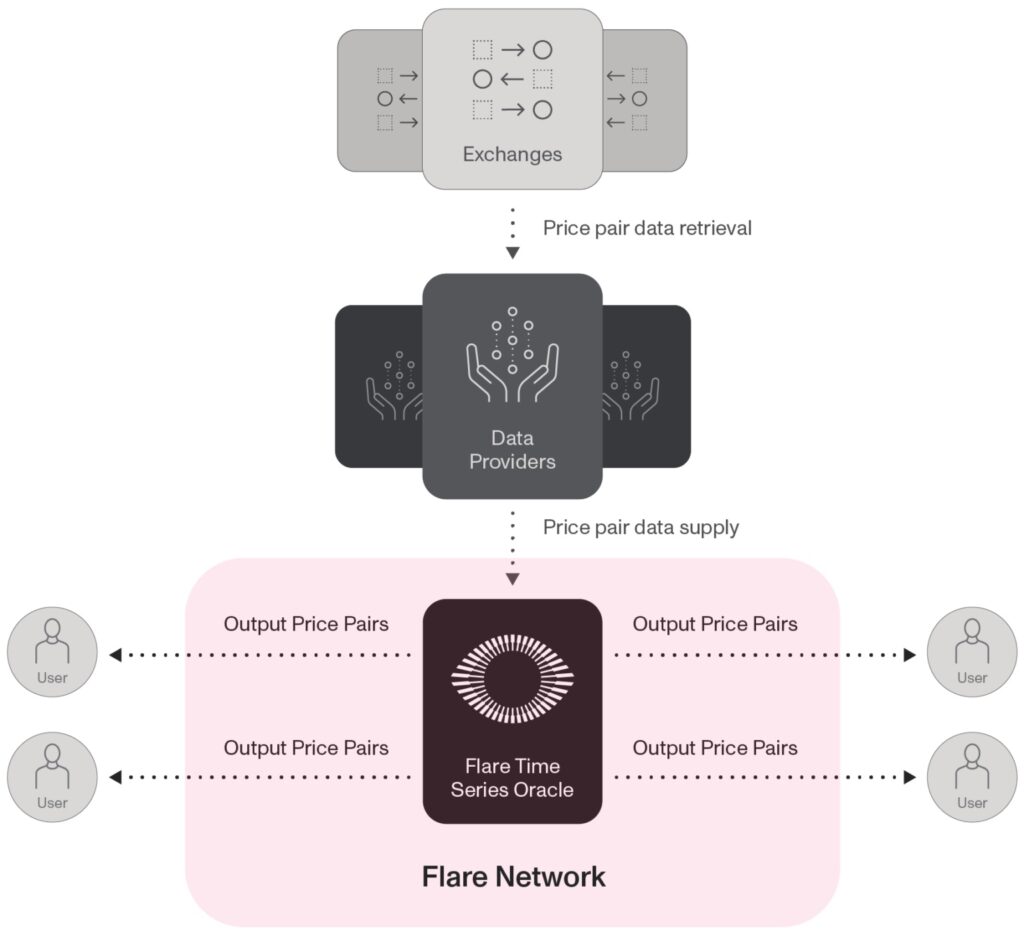 Exchanges
Price pair data retrieval
Data
Providers
Price pair data supply
Output Price Pairs
Output Price Pairs
User
User
Output Price Pairs
Output Price Pairs
Flare Time
Series Oracle
User
User
Flare Network